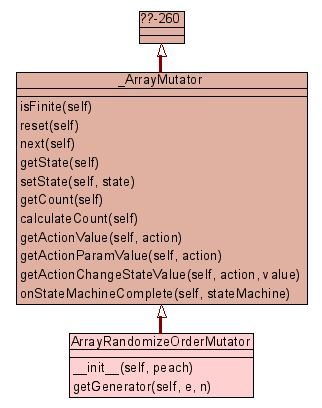 ??-260
_ArrayMutator
isFinite(self)
reset(self)
next(self)
getState(self)
setState(self, state)
getCount(self)
calculateCount(self)
getActionValue(self, action)
getActionParamValue(self, action)
getActionChangeStateValue(self, action, value)
onStateMachineComplete(self, stateMachine)
ArrayRandomizeOrderMutator
__init__(self, peach)
getGenerator(self, e, n)